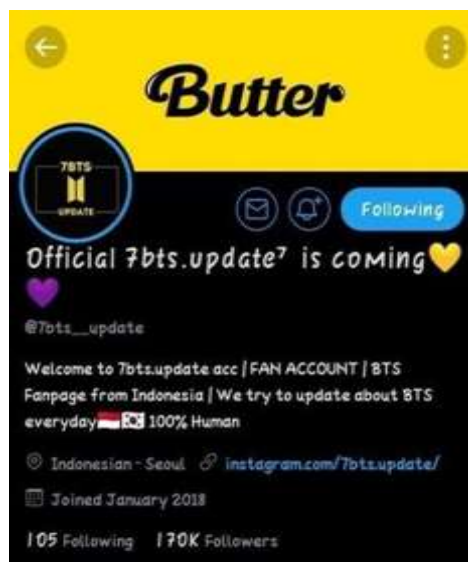 Butter
7BTS
UPDATE
Following
Official 7bts.update⁷ is coming💛
💜
@7bts__update
Welcome to 7bts.update acc | FAN ACCOUNT | BTS
Fanpage from Indonesia | We try to update about BTS
everyday🇮🇩🇰🇷 100% Human
Indonesian - Seoul instagram.com/7bts.update/
Joined January 2018
105 Following 170K Followers